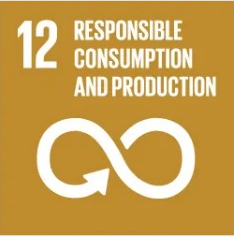 12 RESPONSIBLE
CONSUMPTION
AND PRODUCTION